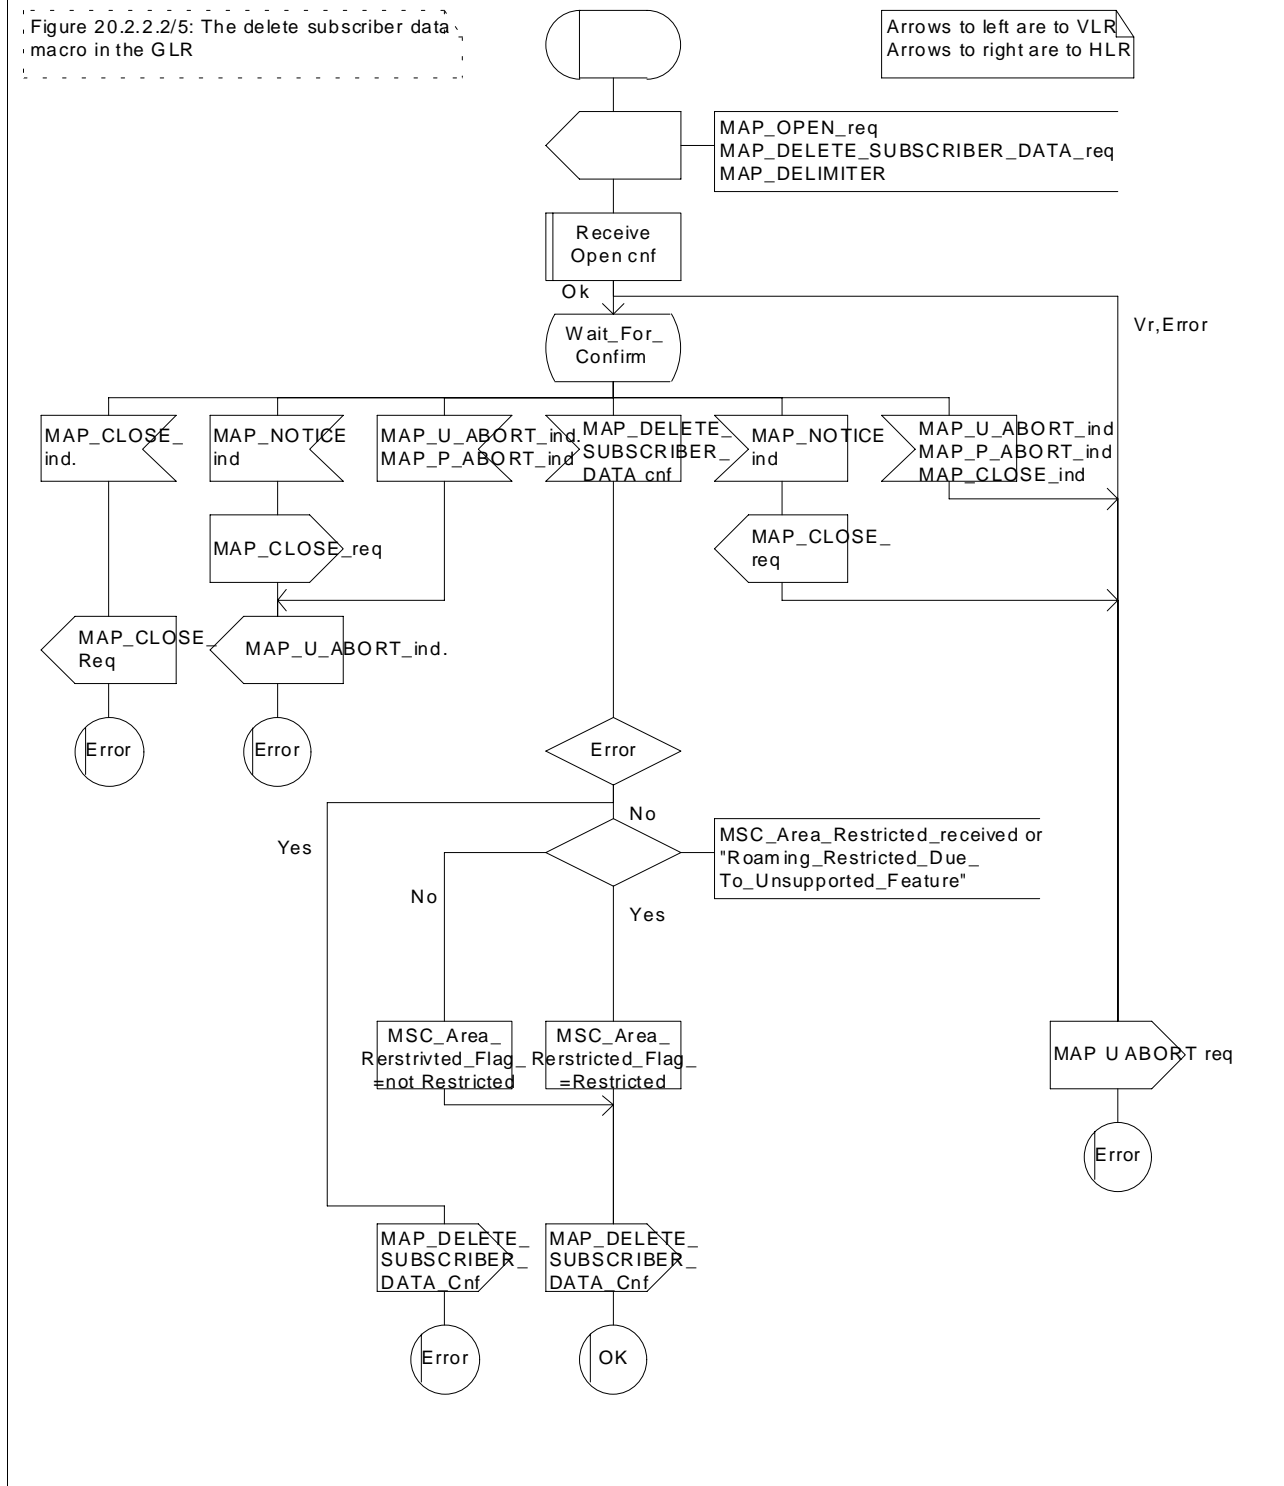 Figure 20.2.2.2/5: The delete subscriber data
macro in the GLR
Arrows to left are to VLR
Arrows to right are to HLR
MAP_OPEN_req
MAP_DELETE_SUBSCRIBER_DATA_req
MAP_DELIMITER
Receive
Open cnf
Ok
Vr,Error
Wait_For_
Confirm
MAP_CLOSE_
ind.
MAP_NOTICE
ind
MAP_U_ABORT_ind.
MAP_P_ABORT_ind
MAP_DELETE_
SUBSCRIBER_
DATA_cnf
MAP_NOTICE
ind
MAP_U_ABORT_ind
MAP_P_ABORT_ind
MAP_CLOSE_ind
MAP_CLOSE_req
MAP_CLOSE_
req
MAP_CLOSE_
Req
MAP_U_ABORT_ind.
Error
Error
Error
No
Yes
MSC_Area_Restricted_received or
"Roaming_Restricted_Due_
To_Unsupported_Feature"
No
Yes
MSC_Area_
Rerstrivted_Flag_
=not Restricted
MSC_Area_
Rerstricted_Flag_
=Restricted
MAP U ABORT req
Error
MAP_DELETE_
SUBSCRIBER_
DATA_Cnf
MAP_DELETE_
SUBSCRIBER_
DATA_Cnf
Error
OK